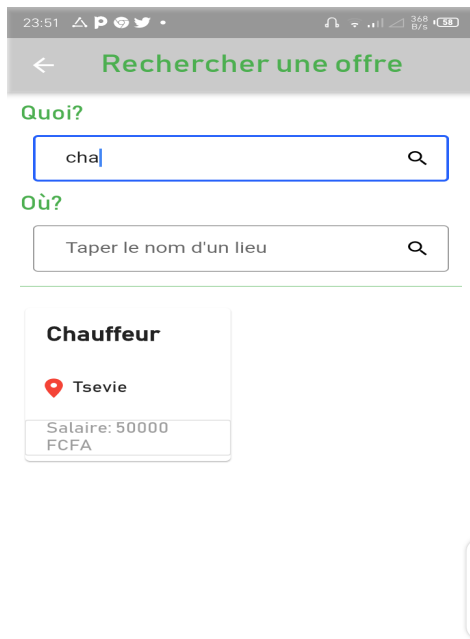 23:51
368
B/s
58
Rechercher une offre
Quoi?
cha
Où?
Taper le nom d'un lieu
Chauffeur
Tsevie
Salaire: 50000
FCFA